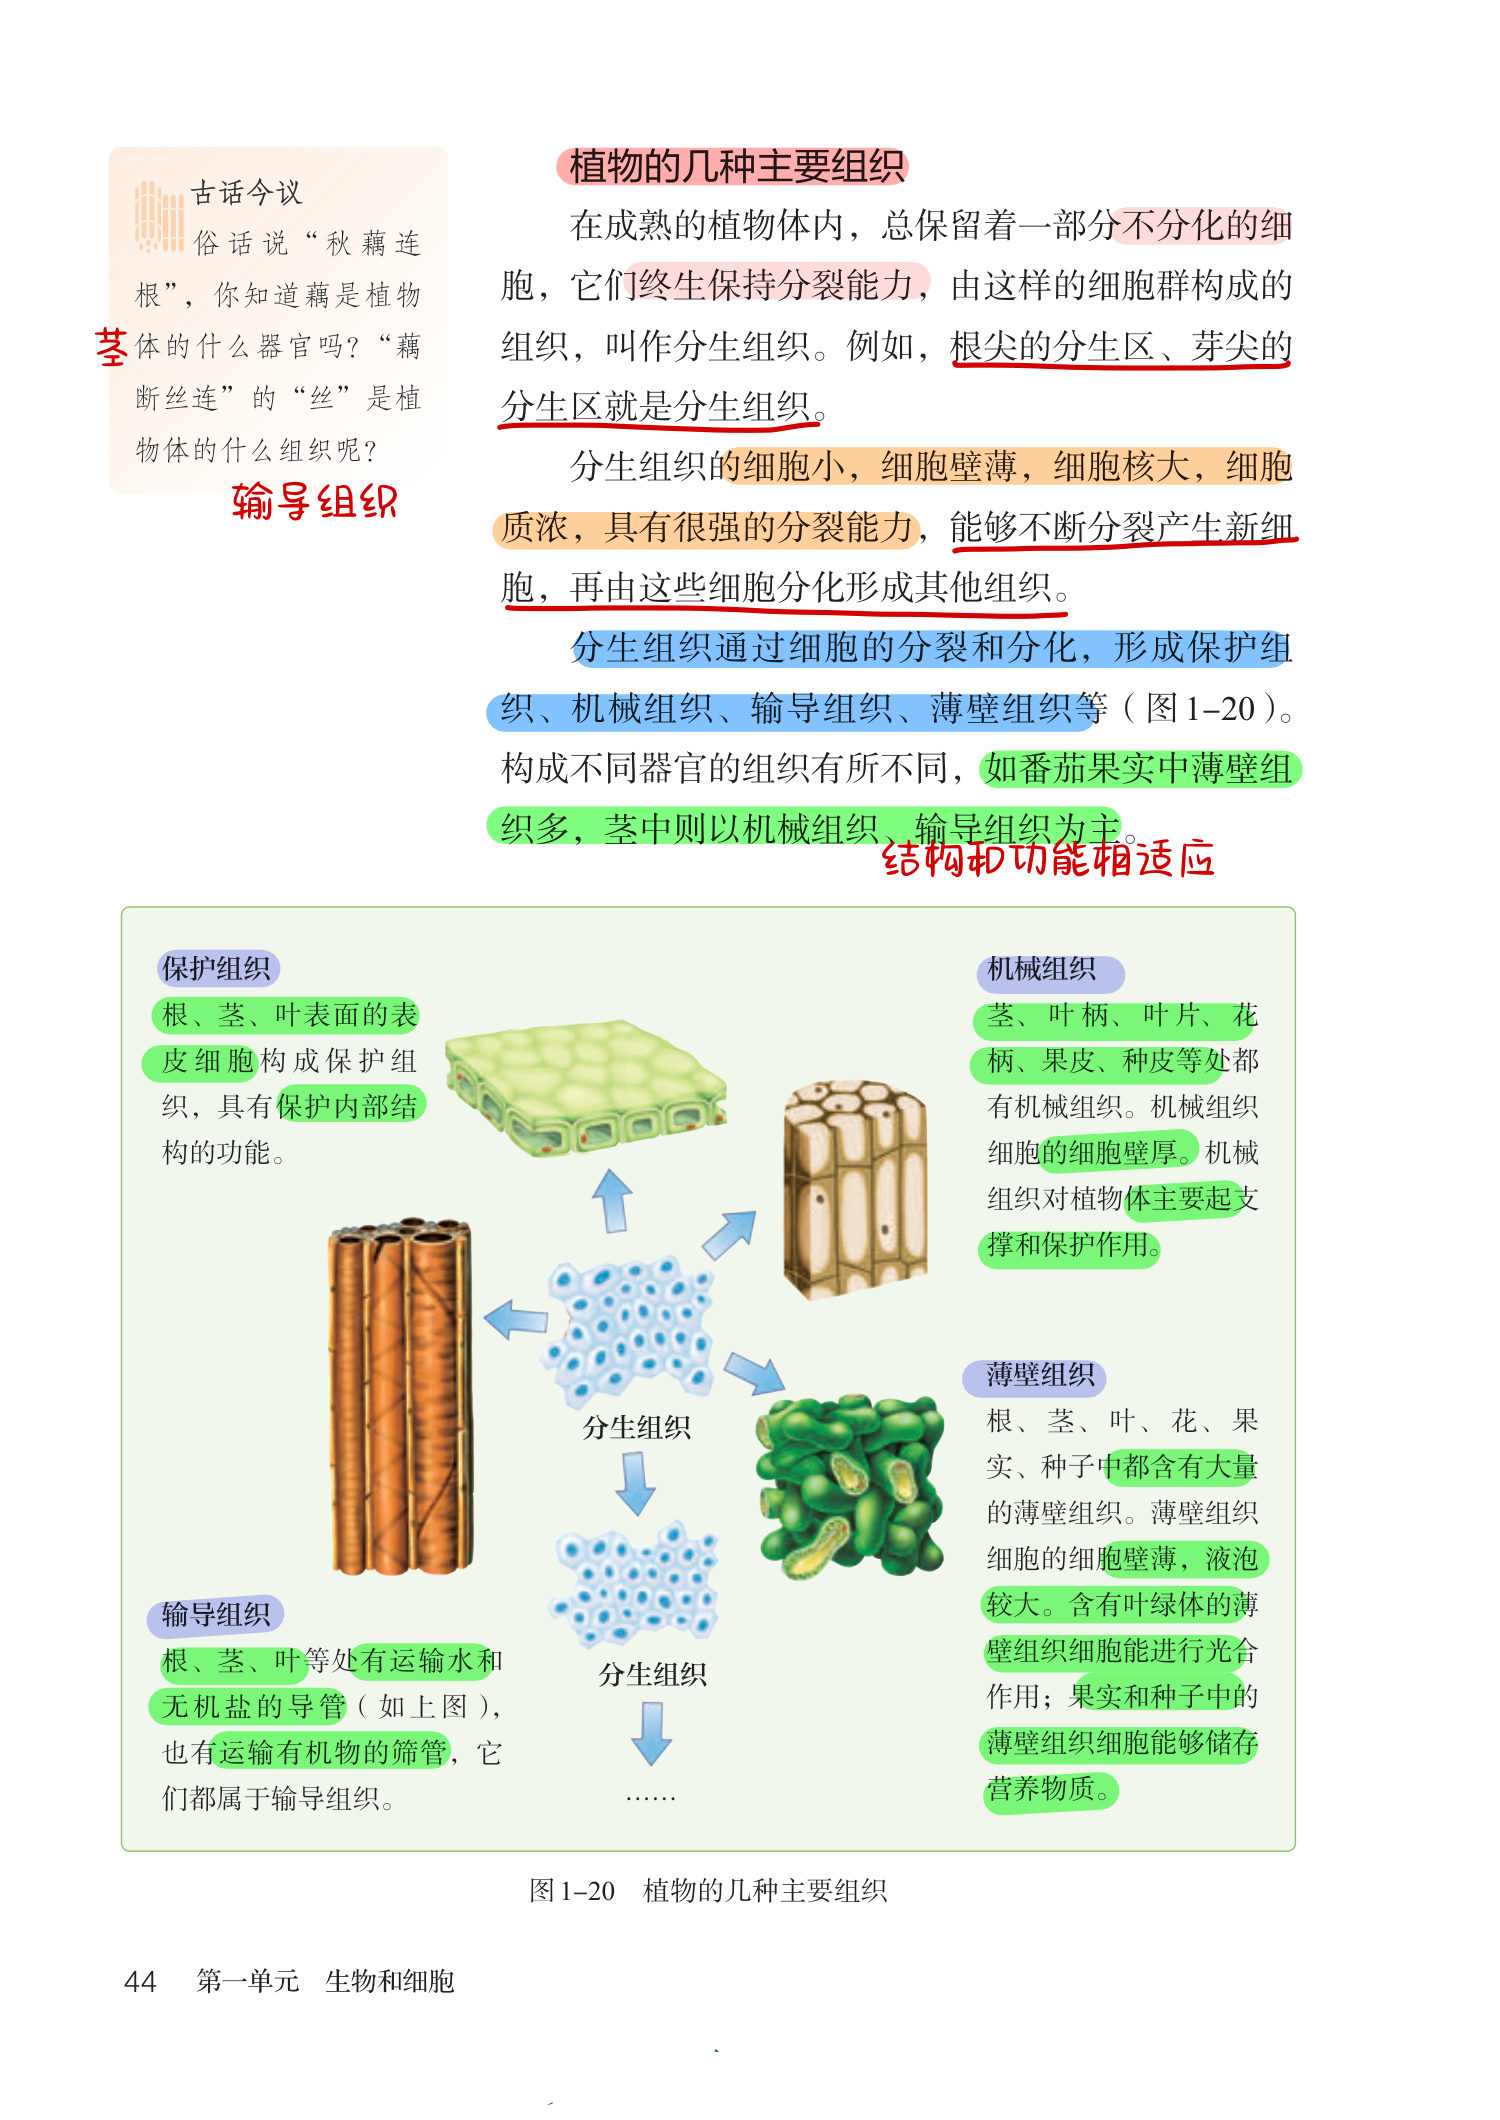 古话今议
俗话说“秋藕连
根”，你知道藕是植物
体的什么器官吗？“藕
断丝连”的“丝”是植
物体的什么组织呢？
茎
输导组织
植物的几种主要组织
在成熟的植物体内，总保留着一部分不分化的细
胞，它们终生保持分裂能力，由这样的细胞群构成的
组织，叫作分生组织。例如，根尖的分生区、芽尖的
分生区就是分生组织。
分生组织的细胞小，细胞壁薄，细胞核大，细胞
质浓，具有很强的分裂能力，能够不断分裂产生新细
胞，再由这些细胞分化形成其他组织。
分生组织通过细胞的分裂和分化，形成保护组
织、机械组织、输导组织、薄壁组织等（图1–20）。
构成不同器官的组织有所不同，如番茄果实中薄壁组
织多，茎中则以机械组织、输导组织为主。
结构和功能相适应
保护组织
根、茎、叶表面的表
皮细胞构成保护组
织，具有保护内部结
构的功能。
机械组织
茎、叶柄、叶片、花
柄、果皮、种皮等处都
有机械组织。机械组织
细胞的细胞壁厚。机械
组织对植物体主要起支
撑和保护作用。
分生组织
薄壁组织
根、茎、叶、花、果
实、种子中都含有大量
的薄壁组织。薄壁组织
细胞的细胞壁薄，液泡
较大。含有叶绿体的薄
壁组织细胞能进行光合
作用；果实和种子中的
薄壁组织细胞能够储存
营养物质。
输导组织
根、茎、叶等处有运输水和
无机盐的导管（如上图），
也有运输有机物的筛管，它
们都属于输导组织。
分生组织
……
图1–20　植物的几种主要组织
44　第一单元　生物和细胞